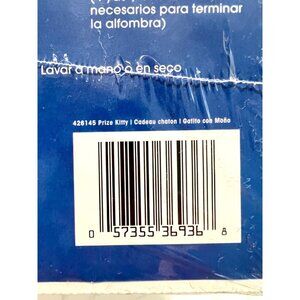 necesarios para terminar
la alfombra)
Lavar a mano o en seco
426145 Prize Kitty | Cadeau chaton | Gatito con Moño
0 57355 36936 8